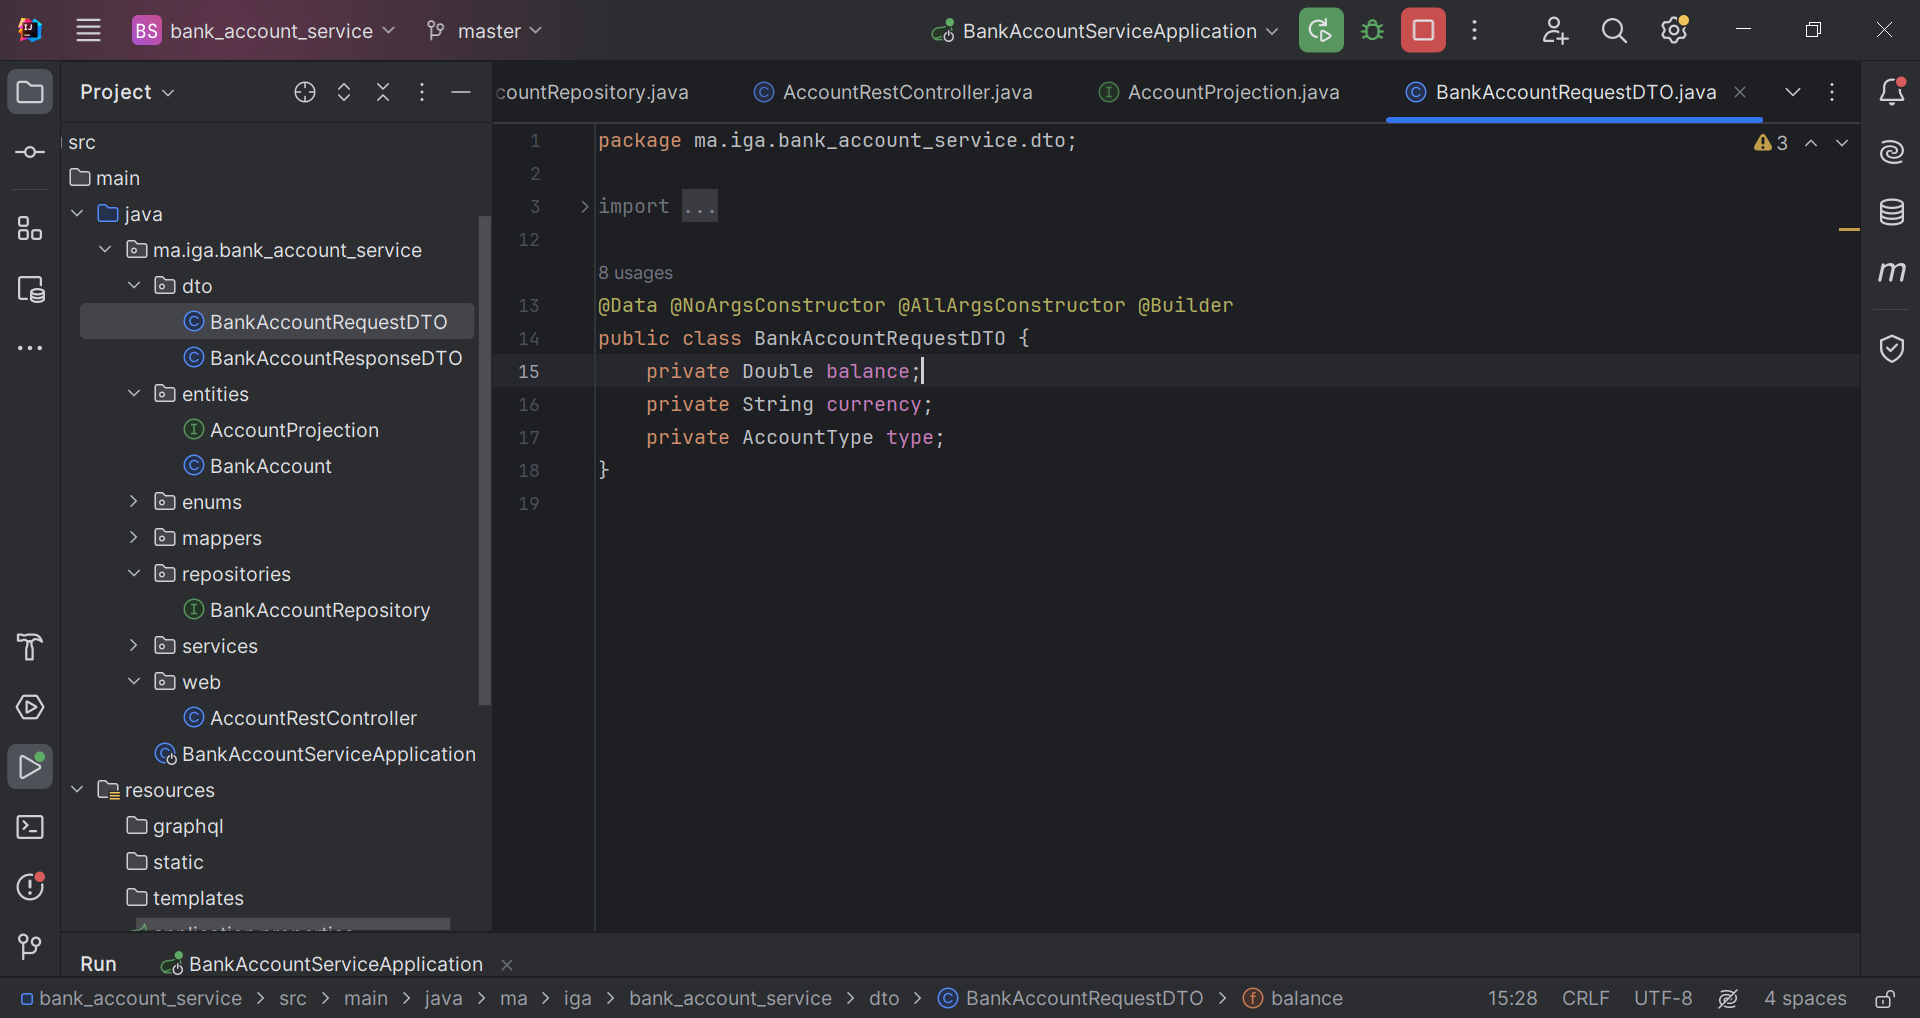 BS bank_account_service master BankAccountServiceApplication
Project
countRepository.java AccountRestController.java AccountProjection.java BankAccountRequestDTO.java
src
main
java
ma.iga.bank_account_service
dto
BankAccountRequestDTO
BankAccountResponseDTO
entities
AccountProjection
BankAccount
enums
mappers
repositories
BankAccountRepository
services
web
AccountRestController
BankAccountServiceApplication
resources
graphql
static
templates
application.properties
1 package ma.iga.bank_account_service.dto;
3
2
3 import ...
12
8 usages
13 @Data @NoArgsConstructor @AllArgsConstructor @Builder
14 public class BankAccountRequestDTO {
15 private Double balance;
16 private String currency;
17 private AccountType type;
18 }
19
m
Run BankAccountServiceApplication
bank_account_service > src > main > java > ma > iga > bank_account_service > dto > BankAccountRequestDTO > balance 15:28 CRLF UTF-8 4 spaces